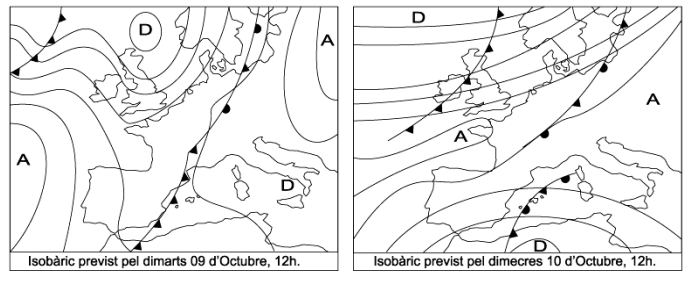 D
A
A
D
Isobàric previst pel dimarts 09 d'Octubre, 12h.
D
A
A
D
Isobàric previst pel dimecres 10 d'Octubre, 12h.